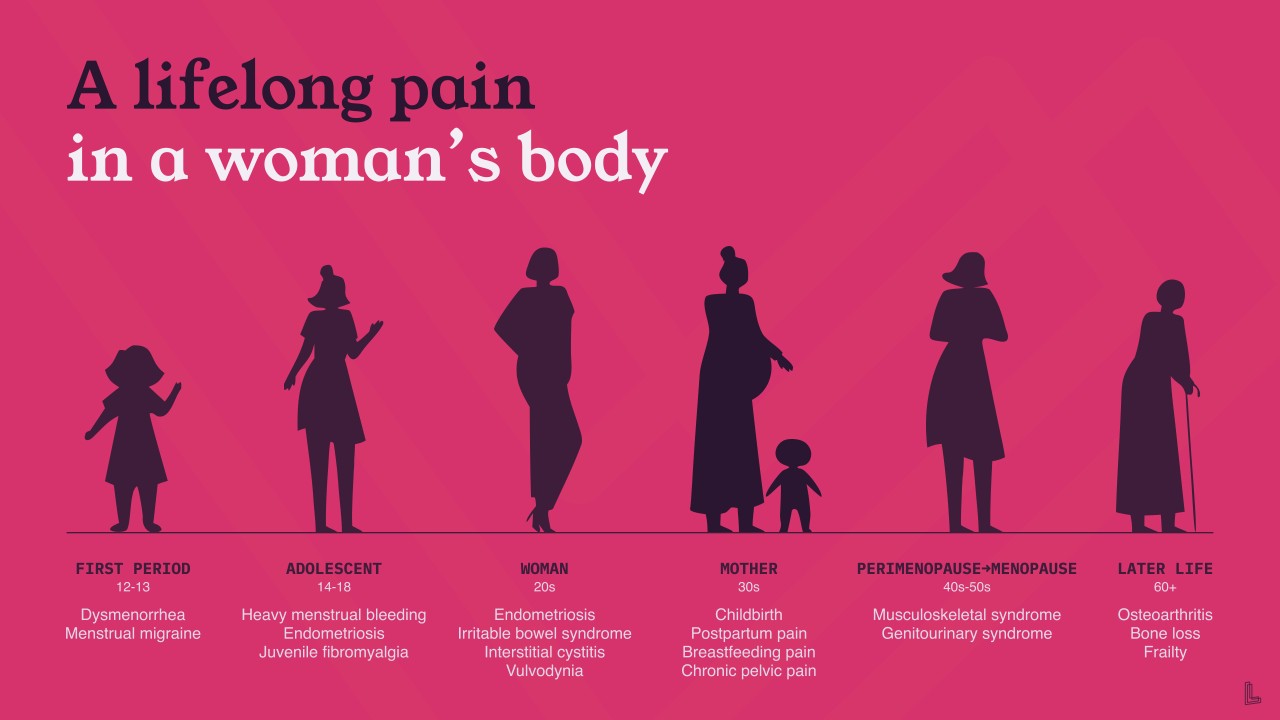 A lifelong pain
in a woman’s body
FIRST PERIOD
12-13
Dysmenorrhea
Menstrual migraine
ADOLESCENT
14-18
Heavy menstrual bleeding
Endometriosis
Juvenile fibromyalgia
WOMAN
20s
Endometriosis
Irritable bowel syndrome
Interstitial cystitis
Vulvodynia
MOTHER
30s
Childbirth
Postpartum pain
Breastfeeding pain
Chronic pelvic pain
PERIMENOPAUSE→MENOPAUSE
40s-50s
Musculoskeletal syndrome
Genitourinary syndrome
LATER LIFE
60+
Osteoarthritis
Bone loss
Frailty
L